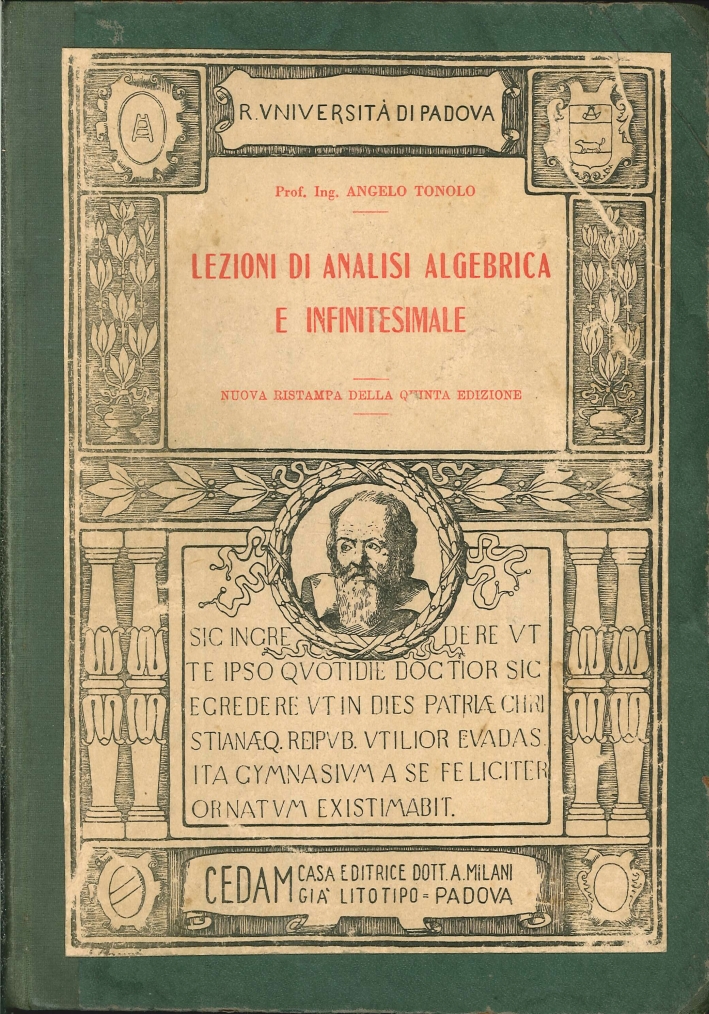 R. VNIVERSITÀ DI PADOVA
Prof. Ing. ANGELO TONOLO
LEZIONI DI ANALISI ALGEBRICA
E INFINITESIMALE
NUOVA RISTAMPA DELLA QUINTA EDIZIONE
SIC INGRE DERE VT
TE IPSO QVOTIDIE DOCTIOR SIC
EGREDERE VT IN DIES PATRIÆ CHRI
STIANÆQ. REIPVB. VTILIOR EVADAS.
ITA GYMNASIVM A SE FELICITER
ORNATVM EXISTIMABIT.
CEDAM CASA EDITRICE DOTT. A. MILANI
GIA' LITOTIPO = PADOVA